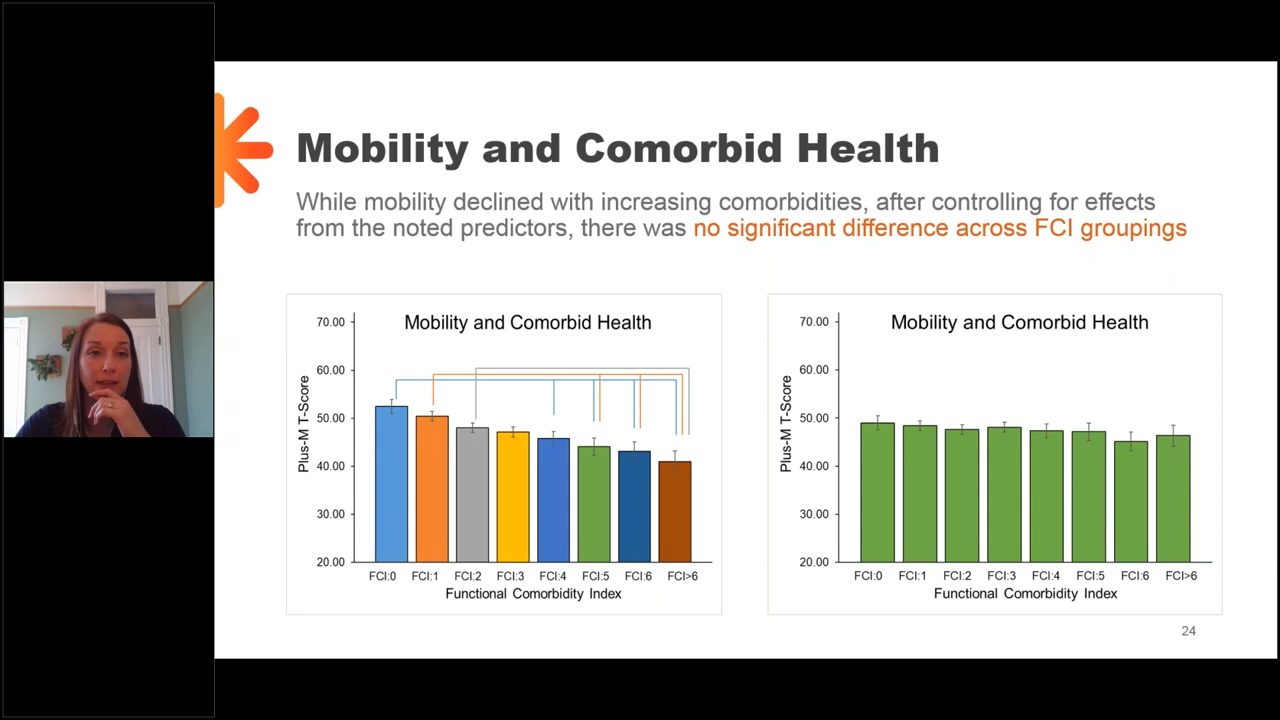 Mobility and Comorbid Health
While mobility declined with increasing comorbidities, after controlling for effects
from the noted predictors, there was no significant difference across FCI groupings
Mobility and Comorbid Health
70.00
60.00
50.00
40.00
30.00
20.00
Plus-M T-Score
FCI:0 FCI:1 FCI:2 FCI:3 FCI:4 FCI:5 FCI:6 FCI>6
Functional Comorbidity Index
Mobility and Comorbid Health
70.00
60.00
50.00
40.00
30.00
20.00
Plus-M T-Score
FCI:0 FCI:1 FCI:2 FCI:3 FCI:4 FCI:5 FCI:6 FCI>6
Functional Comorbidity Index
24